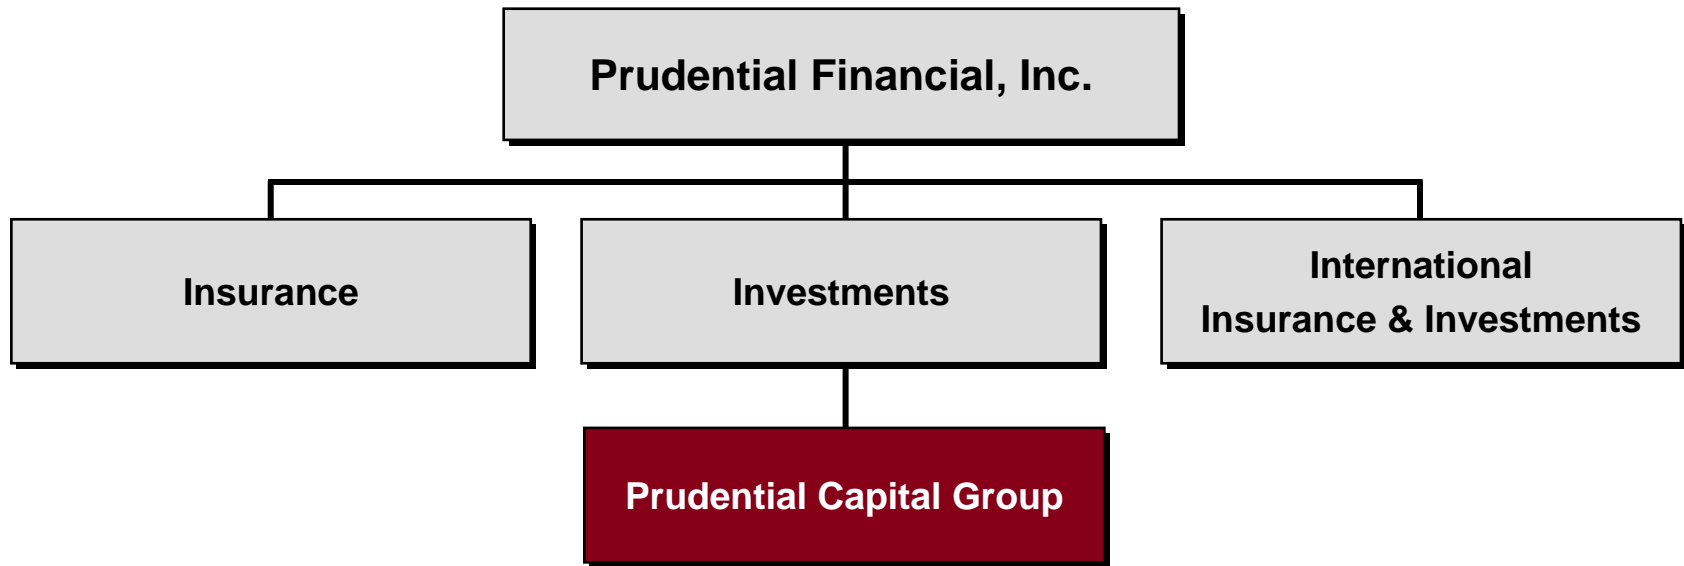 Prudential Financial, Inc.
Insurance
Investments
International
Insurance & Investments
Prudential Capital Group